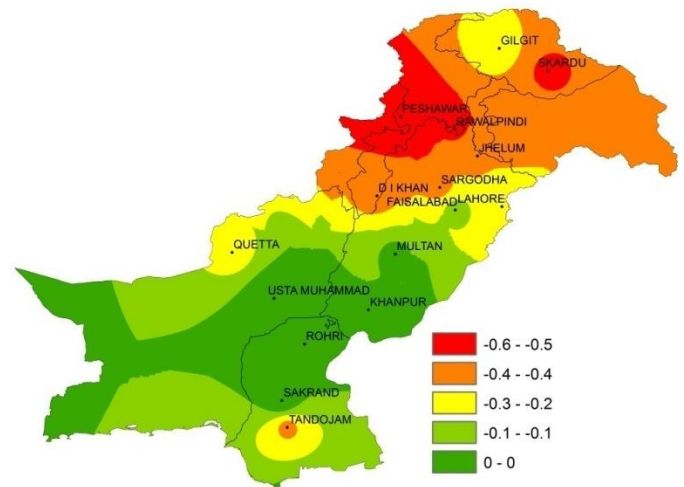 GILGIT
SKARDU
PESHAWAR
RAWALPINDI
JHELUM
SARGODHA
D I KHAN
FAISALABAD
LAHORE
QUETTA
MULTAN
USTA MUHAMMAD
KHANPUR
ROHRI
SAKRAND
TANDOJAM
-0.6 - -0.5
-0.4 - -0.4
-0.3 - -0.2
-0.1 - -0.1
0 - 0